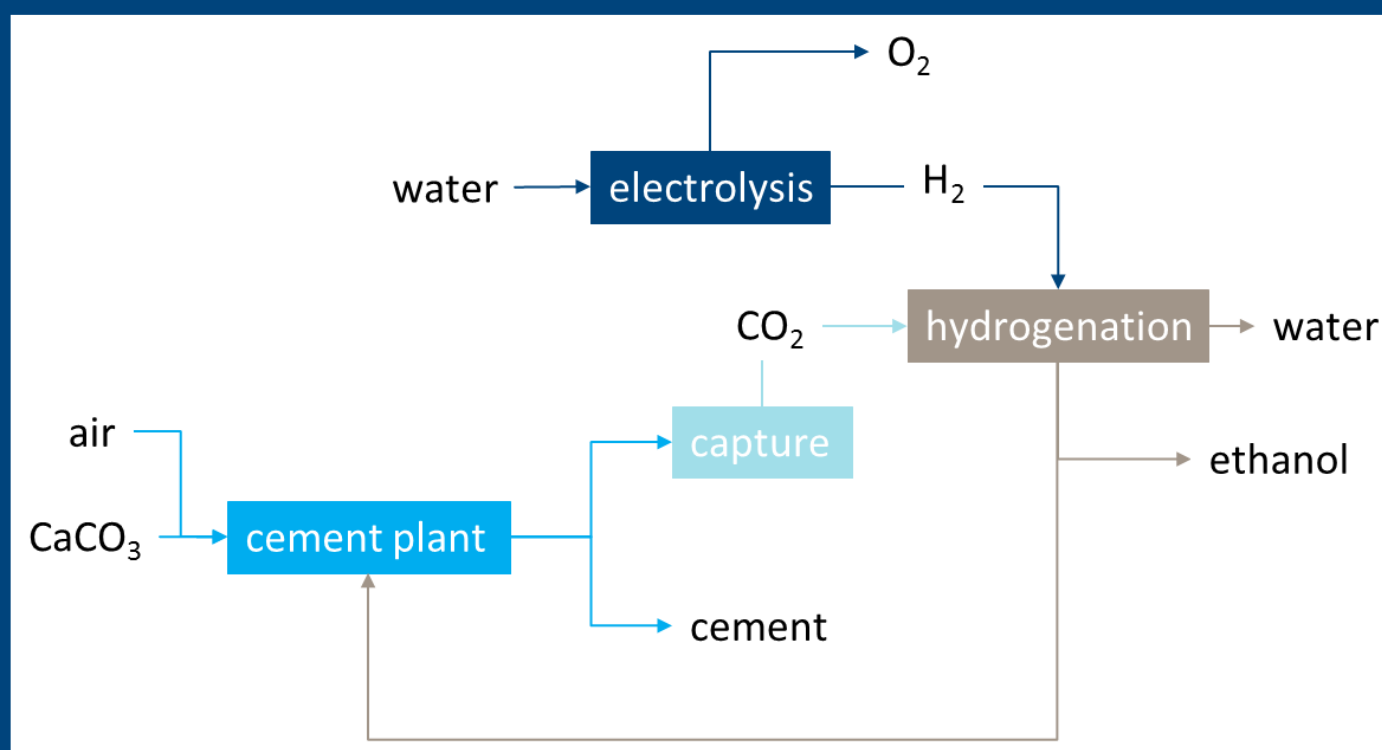 O₂
water
electrolysis
H₂
CO₂
hydrogenation
water
air
capture
ethanol
CaCO₃
cement plant
cement